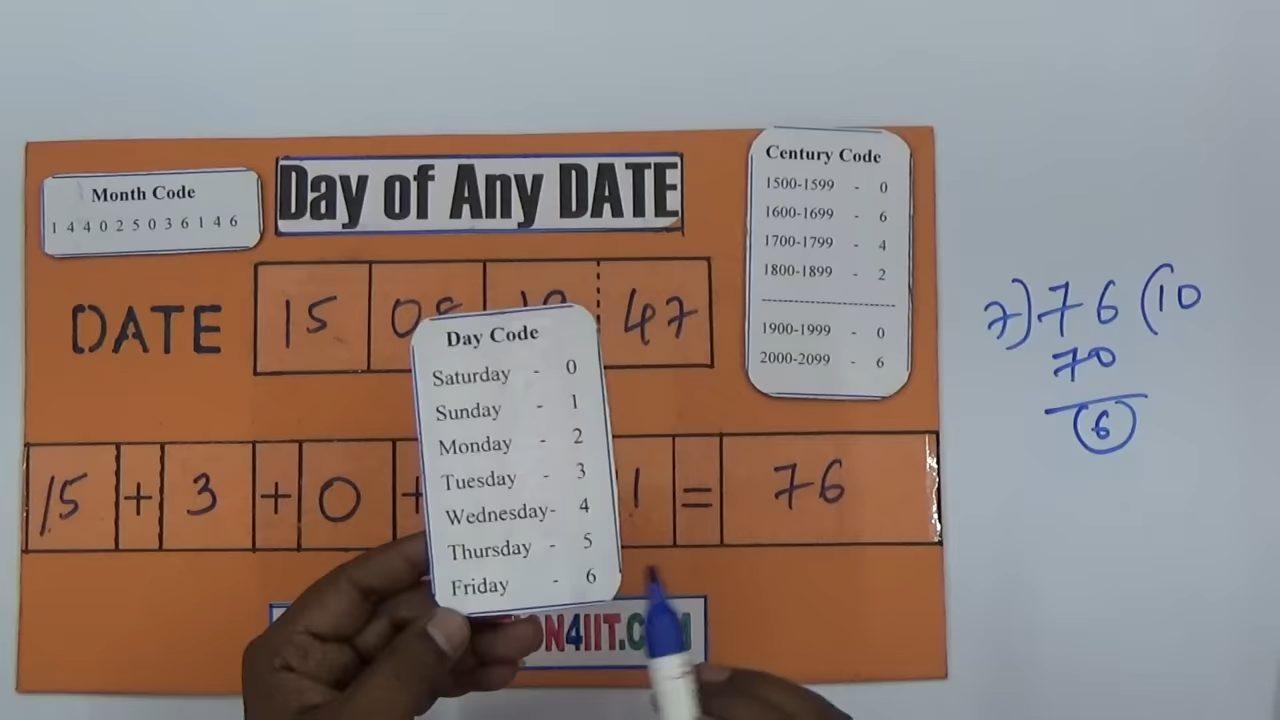 Month Code
1 4 4 0 2 5 0 3 6 1 4 6
Day of Any DATE
Century Code
1500-1599 - 0
1600-1699 - 6
1700-1799 - 4
1800-1899 - 2
1900-1999 - 0
2000-2099 - 6
DATE 15 47
Day Code
Saturday - 0
Sunday - 1
Monday - 2
Tuesday - 3
Wednesday- 4
Thursday - 5
Friday - 6
15 + 3 + 0 + 1 = 76
ION4IIT.C M
7)76(10
70
6